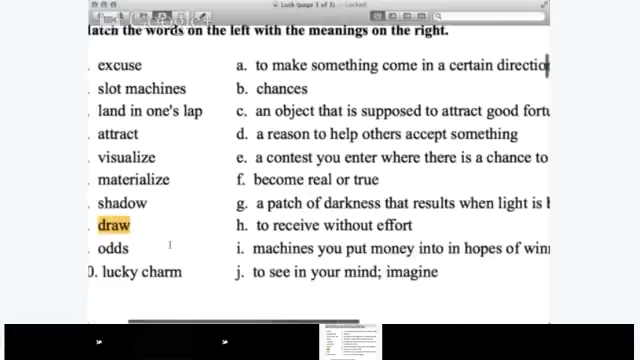 Luck (page 1 of 3) — Locked
atch the words on the left with the meanings on the right.
. excuse a. to make something come in a certain directio
. slot machines b. chances
. land in one's lap c. an object that is supposed to attract good fortu
. attract d. a reason to help others accept something
. visualize e. a contest you enter where there is a chance to
. materialize f. become real or true
. shadow g. a patch of darkness that results when light is b
. draw h. to receive without effort
. odds i. machines you put money into in hopes of winn
0. lucky charm j. to see in your mind; imagine